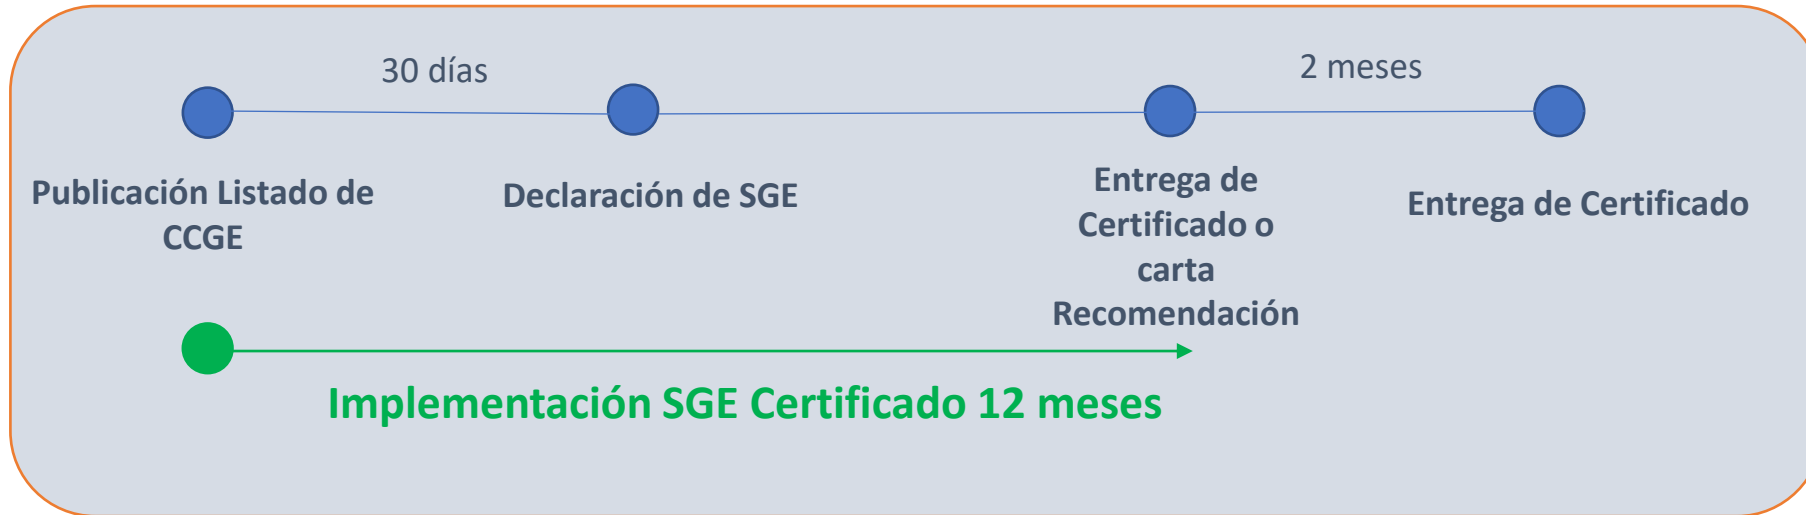 30 días
2 meses
Publicación Listado de
CCGE
Declaración de SGE
Entrega de
Certificado o
carta
Recomendación
Entrega de Certificado
Implementación SGE Certificado 12 meses